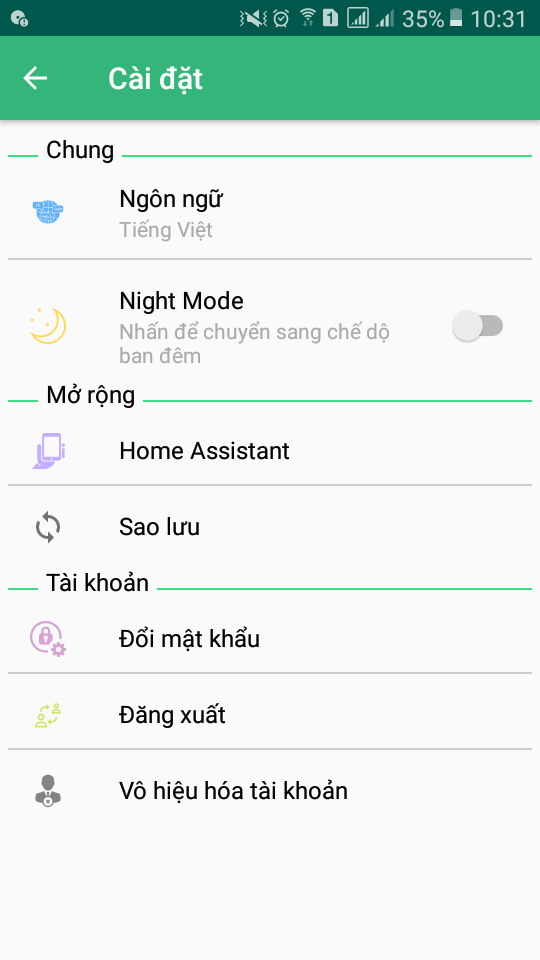 35% 10:31
Cài đặt
Chung
Ngôn ngữ
Tiếng Việt
Night Mode
Nhấn để chuyển sang chế dộ
ban đêm
Mở rộng
Home Assistant
Sao lưu
Tài khoản
Đổi mật khẩu
Đăng xuất
Vô hiệu hóa tài khoản